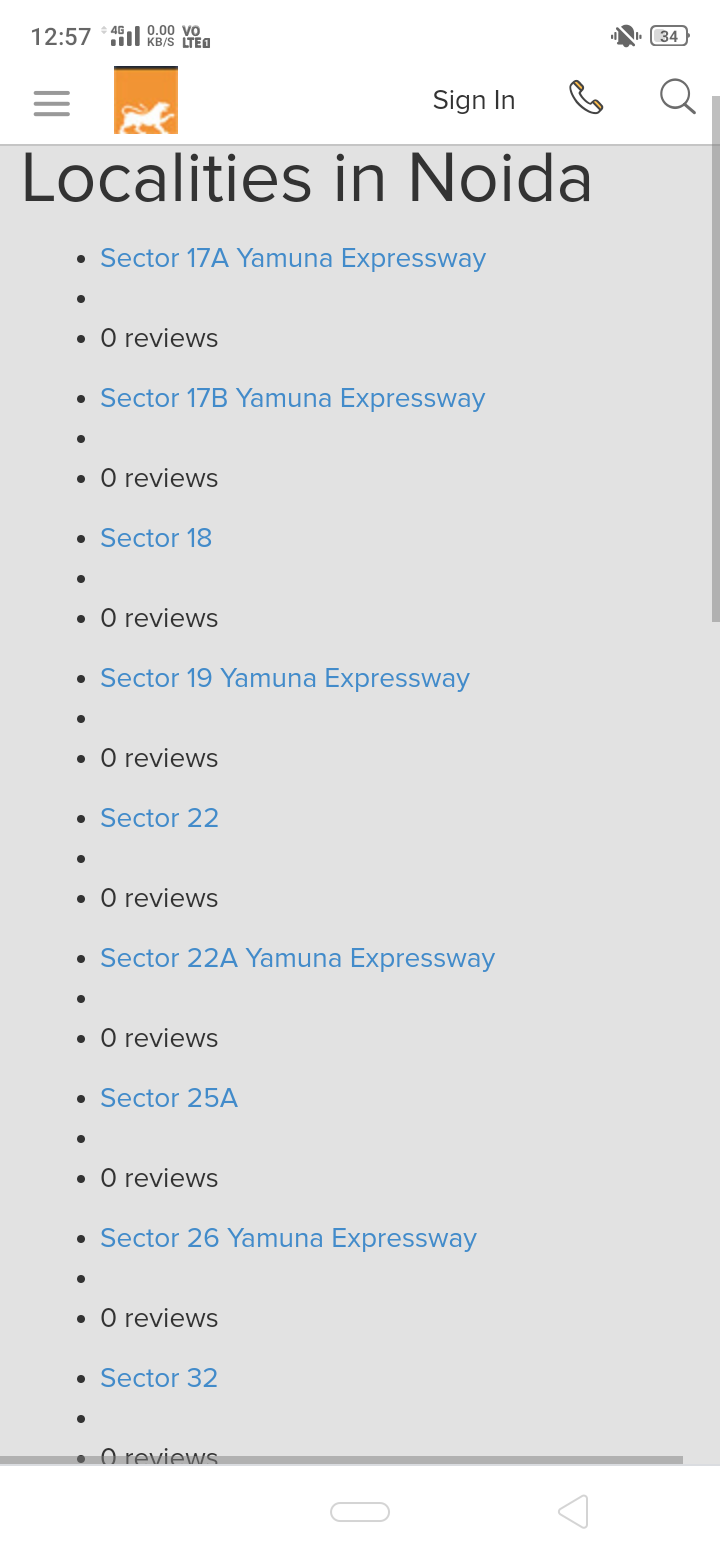 12:57 4G 0.00 KB/S VO LTE 34
Sign In
Localities in Noida
Sector 17A Yamuna Expressway
0 reviews
Sector 17B Yamuna Expressway
0 reviews
Sector 18
0 reviews
Sector 19 Yamuna Expressway
0 reviews
Sector 22
0 reviews
Sector 22A Yamuna Expressway
0 reviews
Sector 25A
0 reviews
Sector 26 Yamuna Expressway
0 reviews
Sector 32
0 reviews